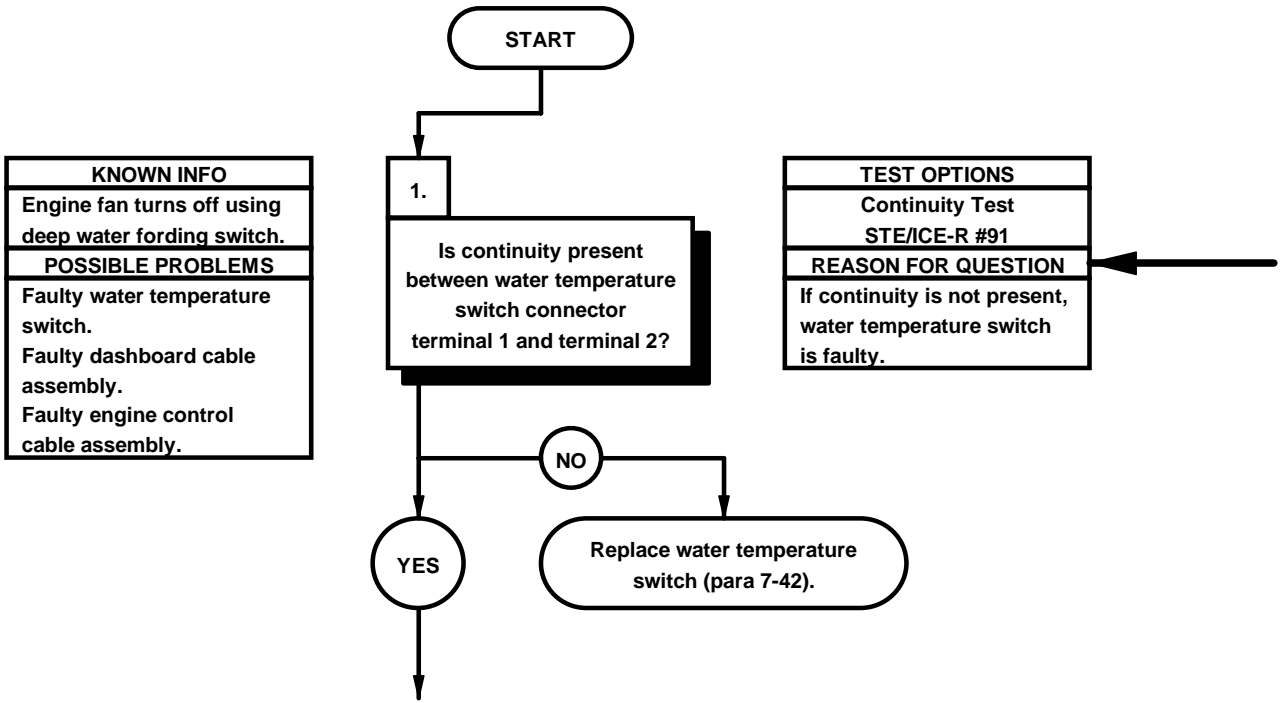 START
KNOWN INFO
Engine fan turns off using
deep water fording switch.
POSSIBLE PROBLEMS
Faulty water temperature
switch.
Faulty dashboard cable
assembly.
Faulty engine control
cable assembly.
1.
Is continuity present
between water temperature
switch connector
terminal 1 and terminal 2?
TEST OPTIONS
Continuity Test
STE/ICE-R #91
REASON FOR QUESTION
If continuity is not present,
water temperature switch
is faulty.
NO
YES
Replace water temperature
switch (para 7-42).